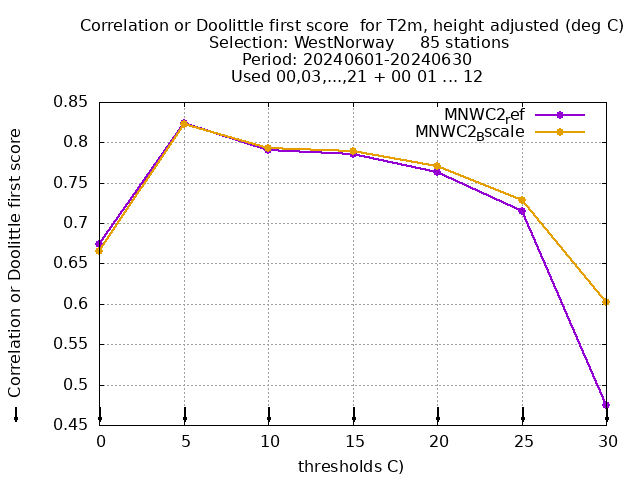 Correlation or Doolittle first score  for T2m, height adjusted (deg C)
Selection: WestNorway     85 stations
Period: 20240601-20240630
Used 00,03,...,21 + 00 01 ... 12
MNWC2ref
MNWC2Bscale
0.85
0.8
0.75
0.7
0.65
0.6
0.55
0.5
0.45
Correlation or Doolittle first score
0 5 10 15 20 25 30
thresholds C)